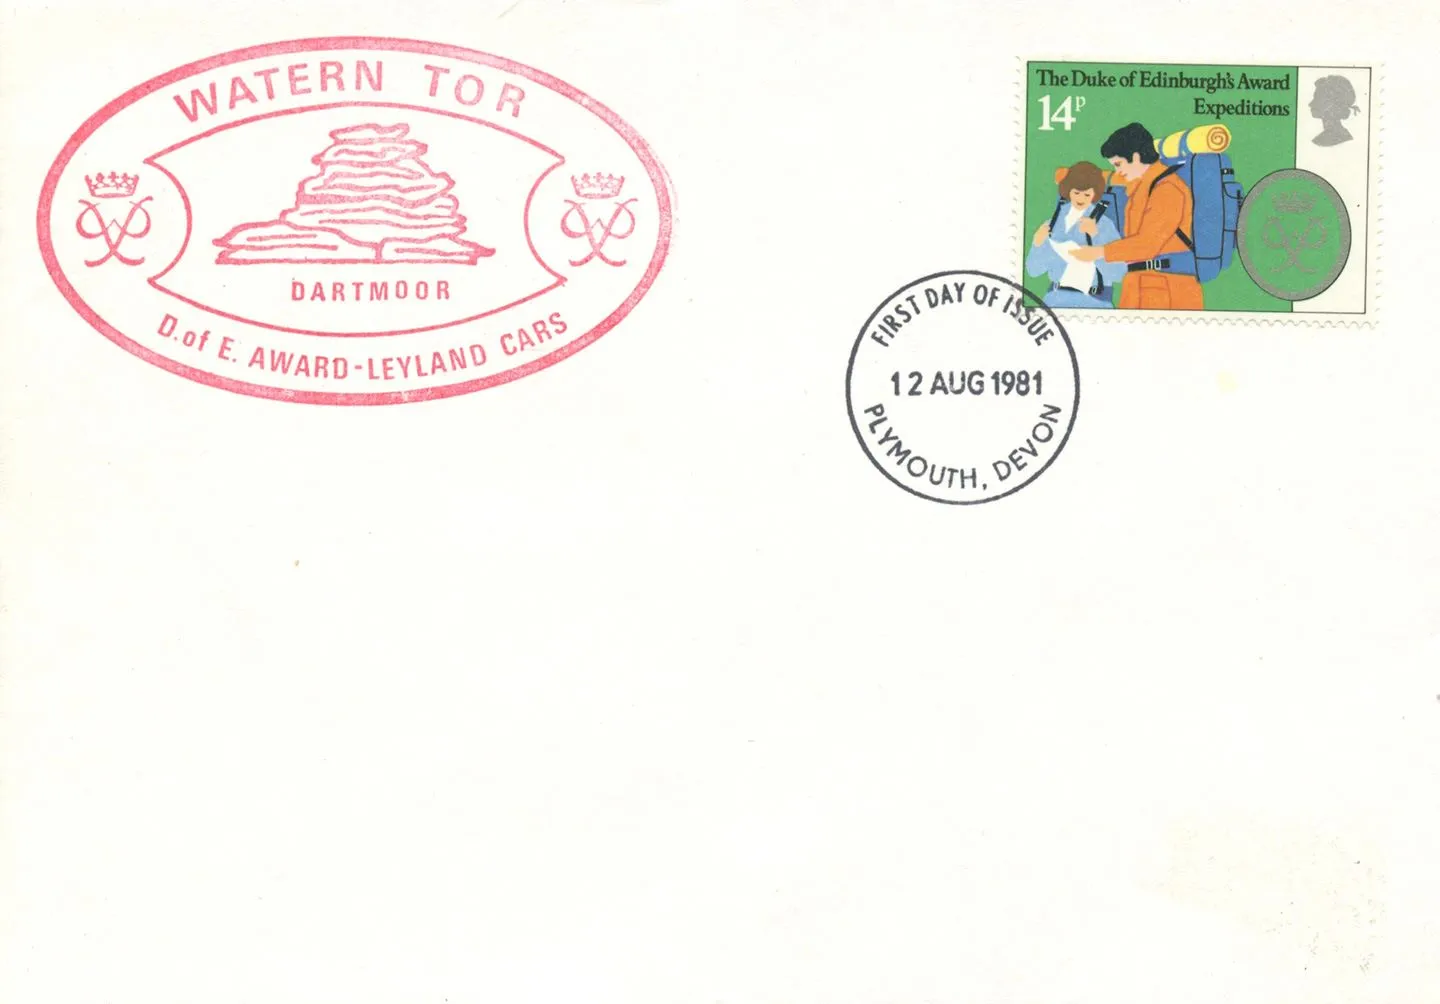 WATERN TOR
DARTMOOR
D.of E. AWARD-LEYLAND CARS
The Duke of Edinburgh's Award
Expeditions
14P
FIRST DAY OF ISSUE
12 AUG 1981
PLYMOUTH, DEVON